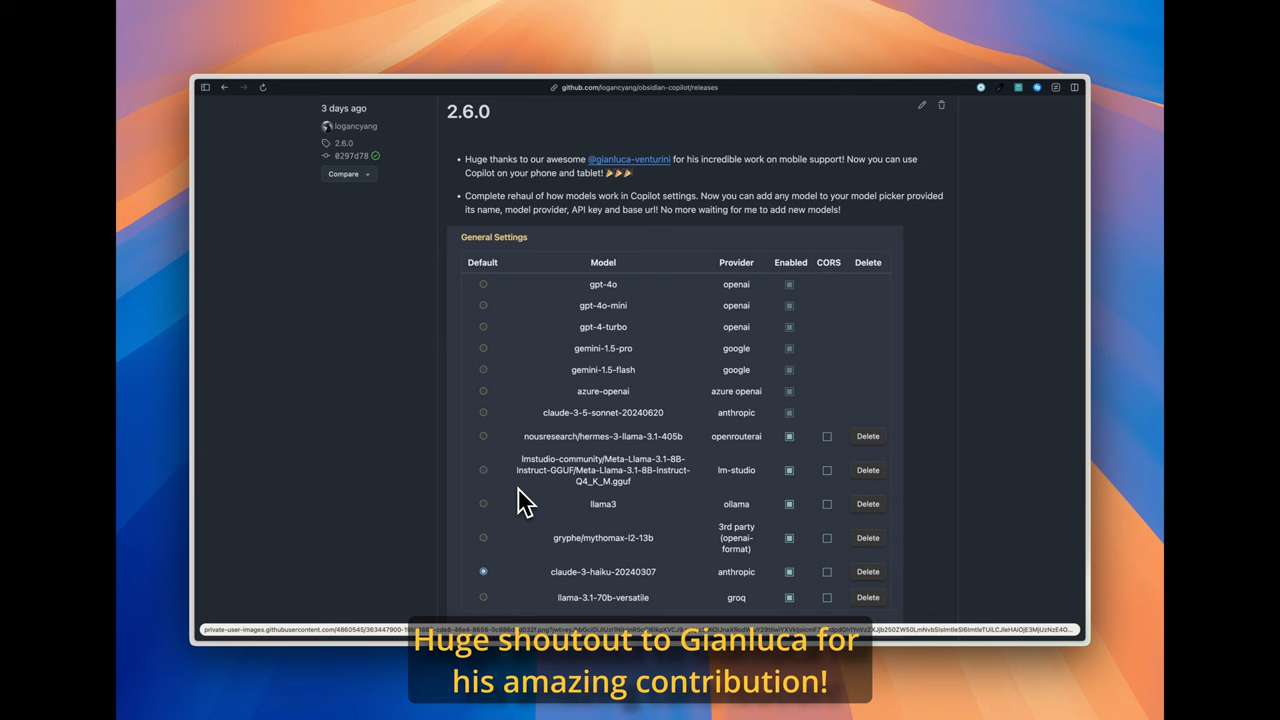 github.com/logancyang/obsidian-copilot/releases
3 days ago
logancyang
2.6.0
0297d78
Compare
2.6.0
Huge thanks to our awesome @gianluca-venturini for his incredible work on mobile support! Now you can use
Copilot on your phone and tablet! 🎉🎉🎉
Complete rehaul of how models work in Copilot settings. Now you can add any model to your model picker provided
its name, model provider, API key and base url! No more waiting for me to add new models!
General Settings
Default Model Provider Enabled CORS Delete
gpt-4o openai
gpt-4o-mini openai
gpt-4-turbo openai
gemini-1.5-pro google
gemini-1.5-flash google
azure-openai azure openai
claude-3-5-sonnet-20240620 anthropic
nousresearch/hermes-3-llama-3.1-405b openrouterai Delete
lmstudio-community/Meta-Llama-3.1-8B-
Instruct-GGUF/Meta-Llama-3.1-8B-Instruct- lm-studio Delete
Q4_K_M.gguf
llama3 ollama Delete
3rd party
gryphe/mythomax-l2-13b (openai- Delete
format)
claude-3-haiku-20240307 anthropic Delete
llama-3.1-70b-versatile groq Delete
Huge shoutout to Gianluca for
his amazing contribution!